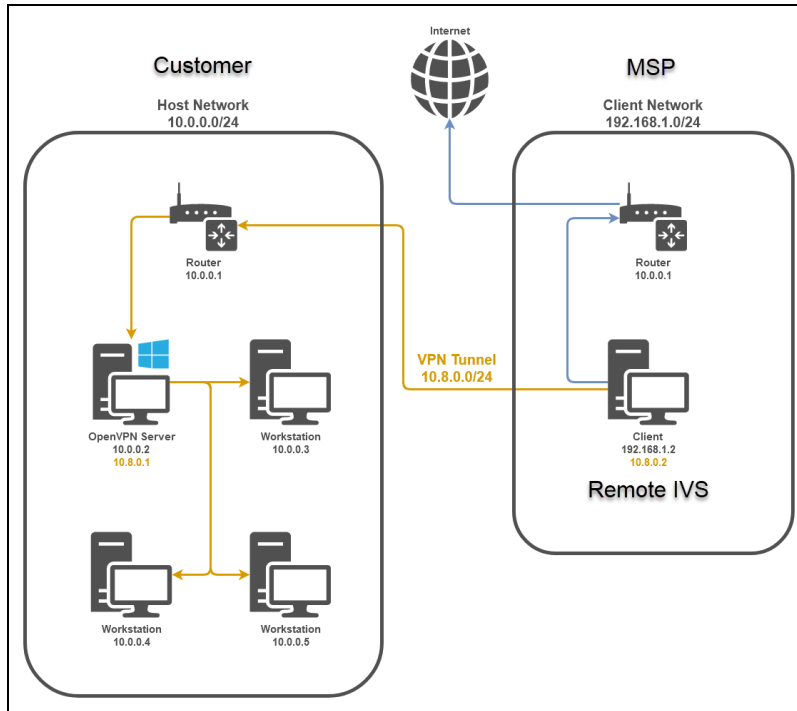 Internet
Customer
MSP
Host Network
10.0.0.0/24
Client Network
192.168.1.0/24
Router
10.0.0.1
Router
10.0.0.1
VPN Tunnel
10.8.0.0/24
OpenVPN Server
10.0.0.2
10.8.0.1
Workstation
10.0.0.3
Client
192.168.1.2
10.8.0.2
Remote IVS
Workstation
10.0.0.4
Workstation
10.0.0.5